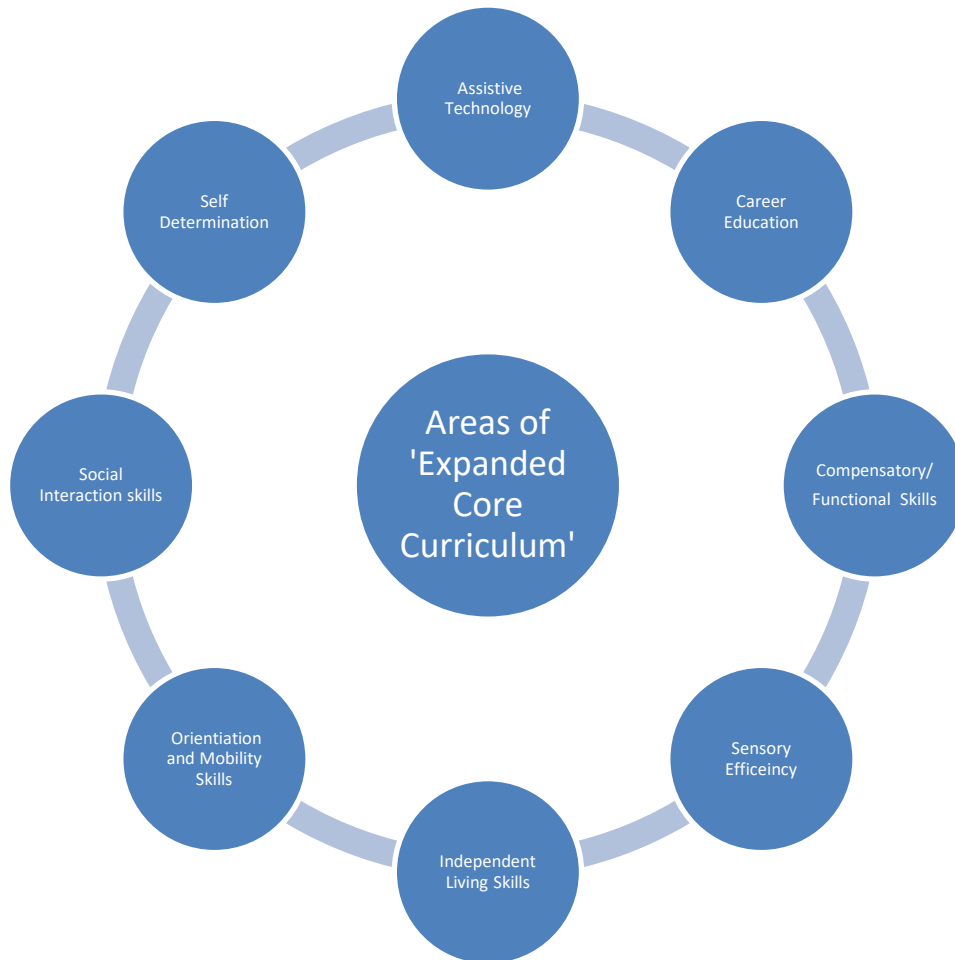 Assistive
Technology
Career
Education
Compensatory/
Functional Skills
Sensory
Efficeincy
Independent
Living Skills
Orientiation
and Mobility
Skills
Social
Interaction skills
Self
Determination
Areas of
'Expanded
Core
Curriculum'